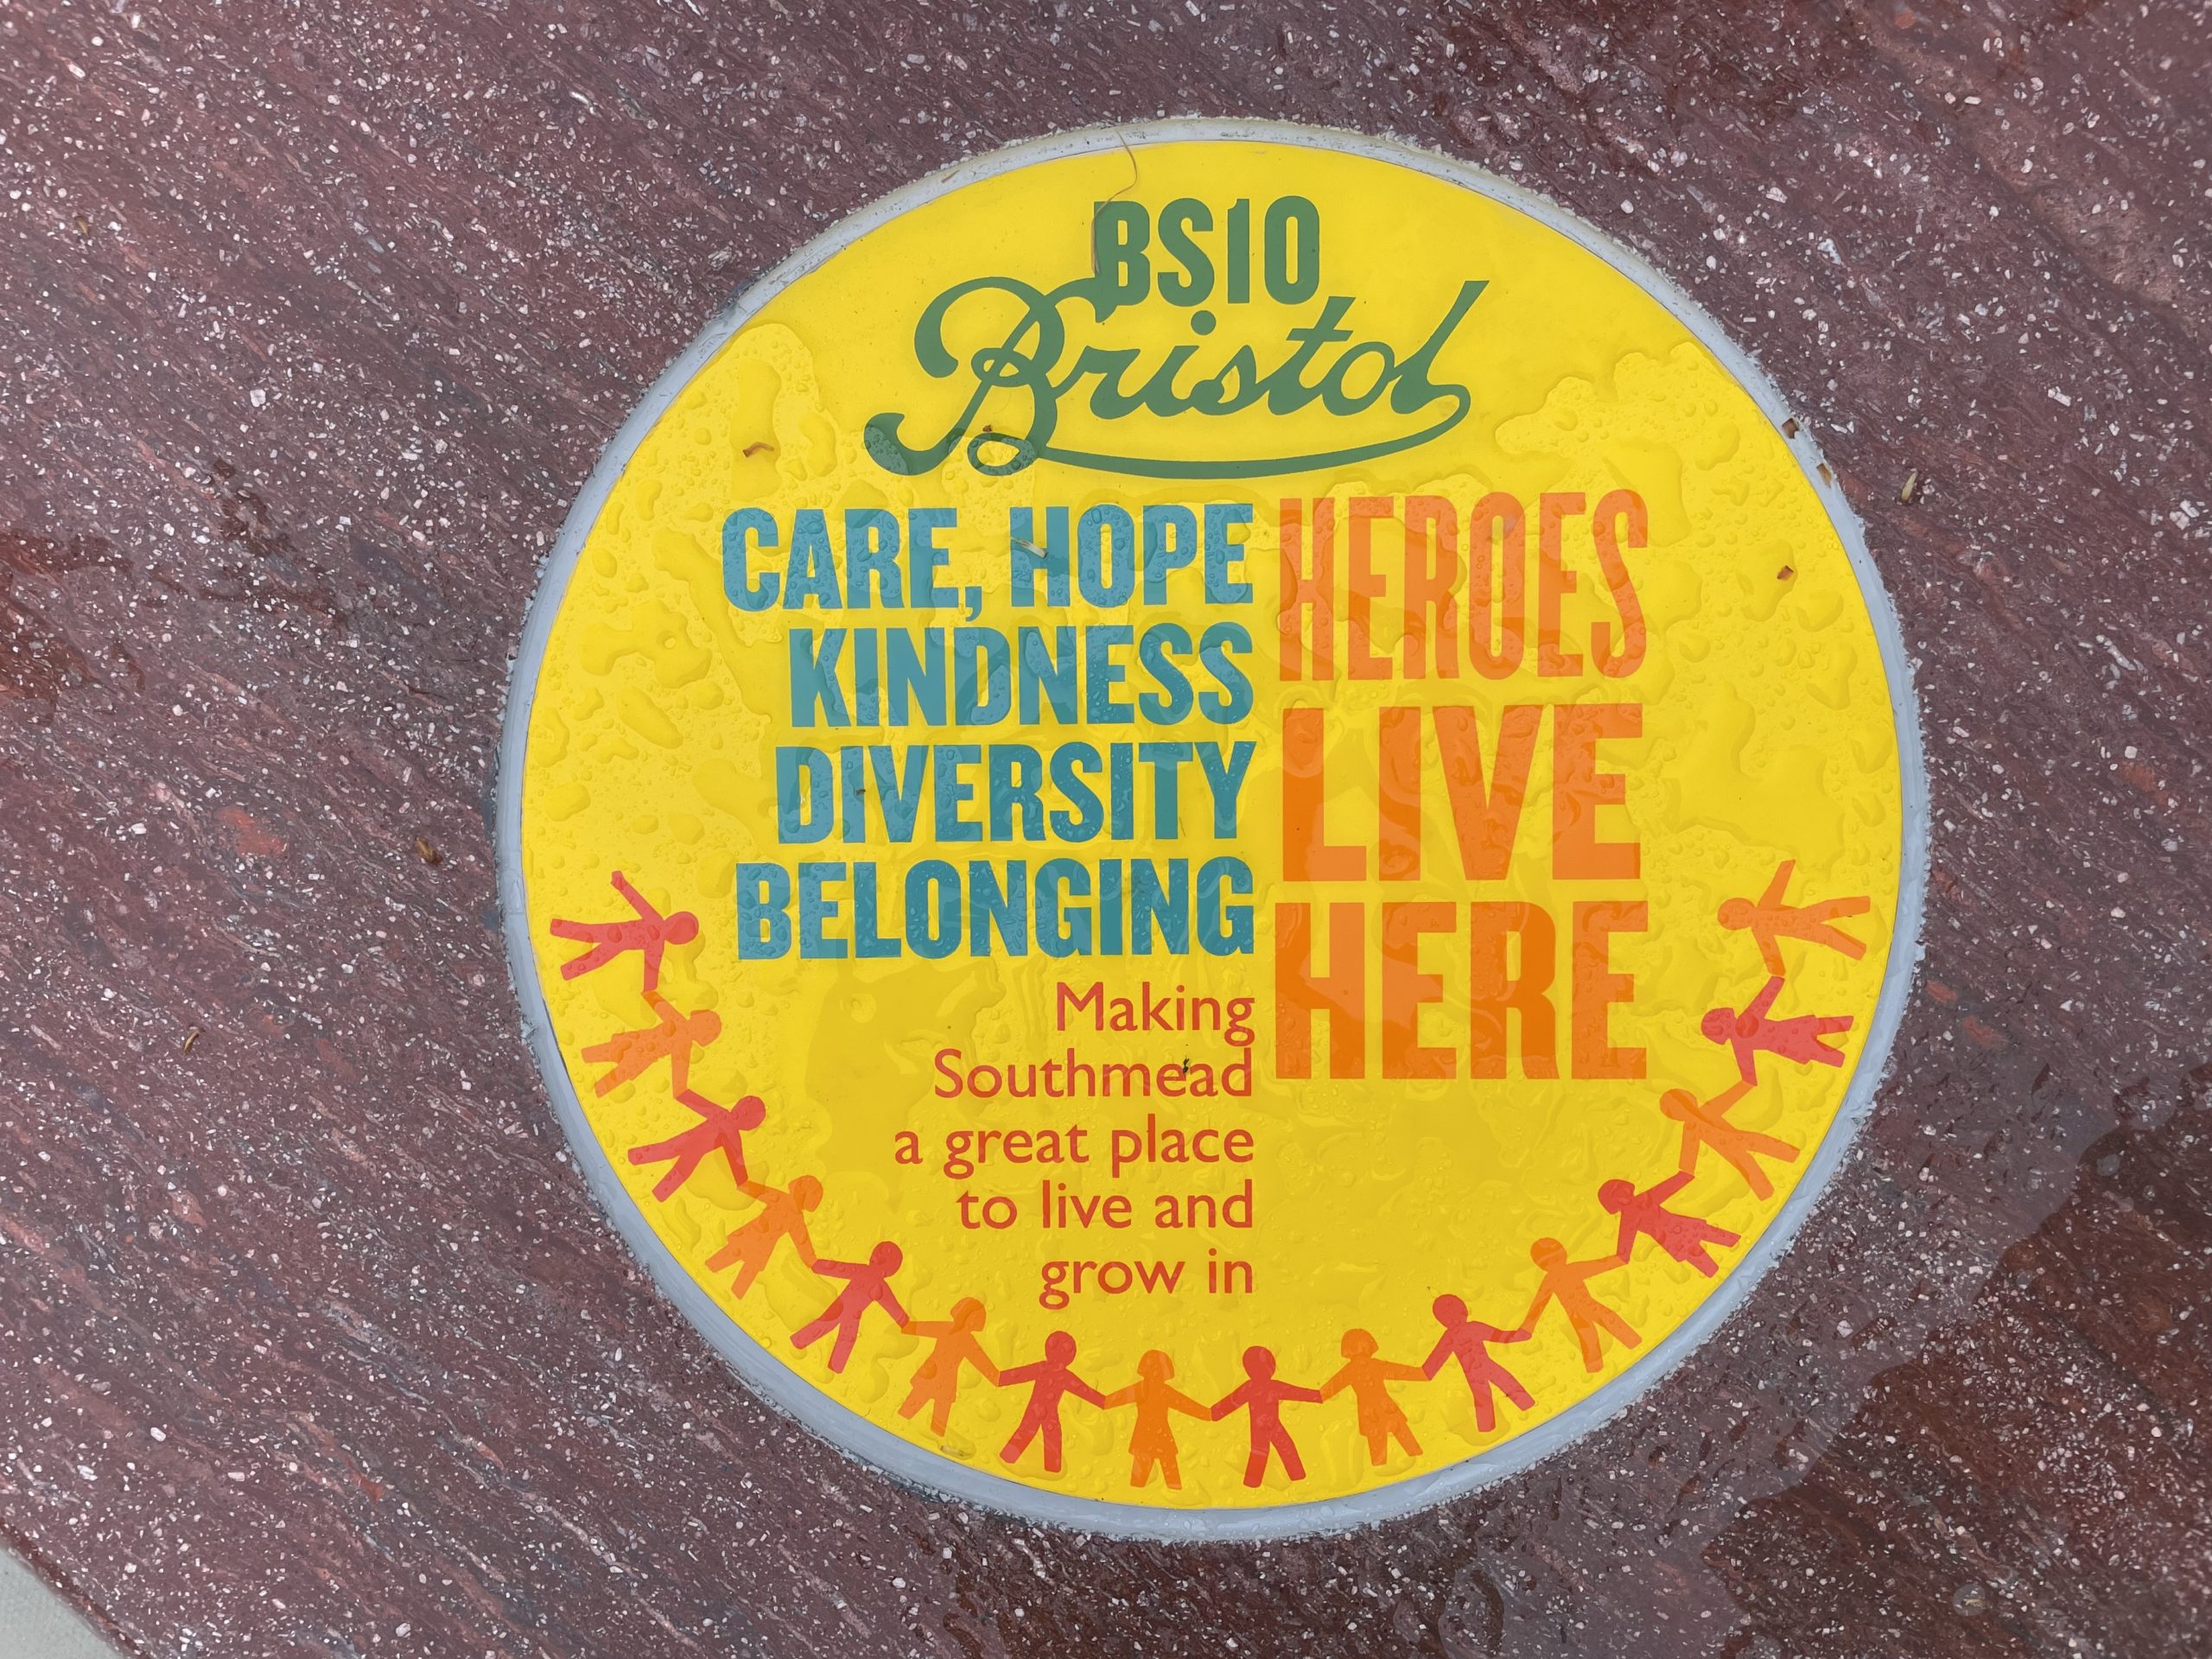 BS10
Bristol
CARE, HOPE
KINDNESS
DIVERSITY
BELONGING
Making
Southmead
a great place
to live and
grow in
HEROES
LIVE
HERE